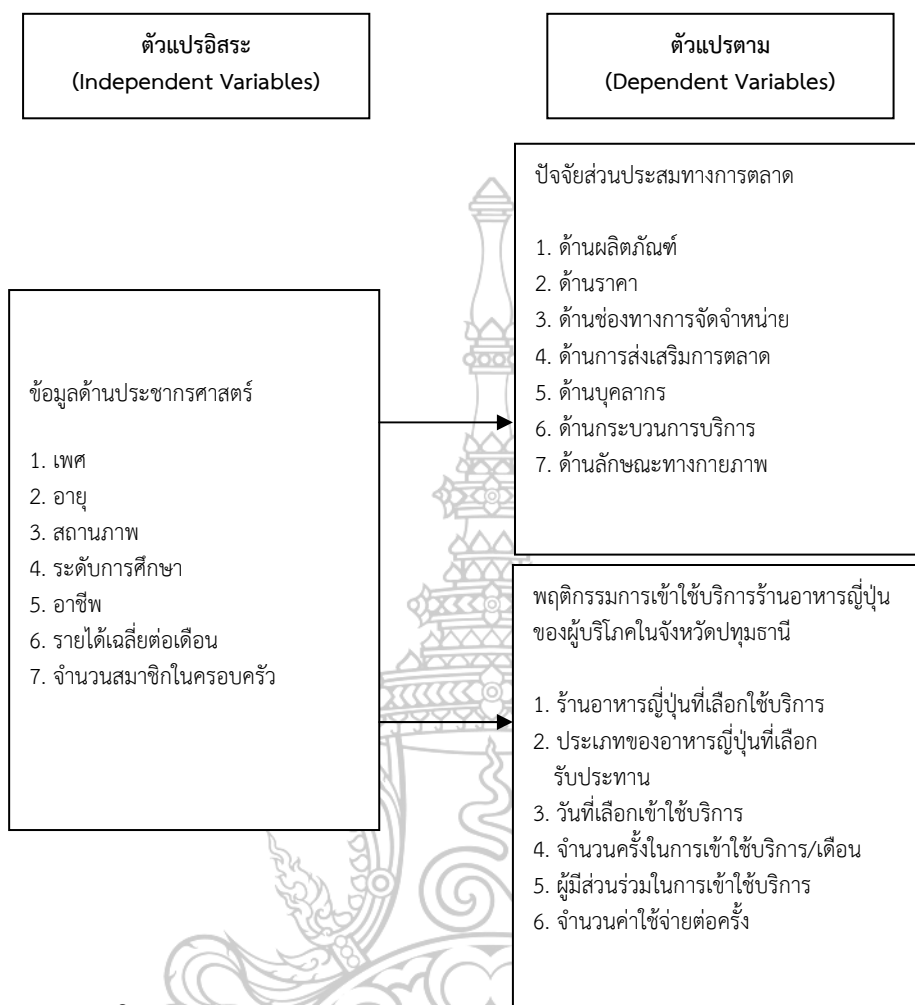 ตัวแปรอิสระ
(Independent Variables)
ตัวแปรตาม
(Dependent Variables)
ข้อมูลด้านประชากรศาสตร์
1. เพศ
2. อายุ
3. สถานภาพ
4. ระดับการศึกษา
5. อาชีพ
6. รายได้เฉลี่ยต่อเดือน
7. จำนวนสมาชิกในครอบครัว
ปัจจัยส่วนประสมทางการตลาด
1. ด้านผลิตภัณฑ์
2. ด้านราคา
3. ด้านช่องทางการจัดจำหน่าย
4. ด้านการส่งเสริมการตลาด
5. ด้านบุคลากร
6. ด้านกระบวนการบริการ
7. ด้านลักษณะทางกายภาพ
พฤติกรรมการเข้าใช้บริการร้านอาหารญี่ปุ่น
ของผู้บริโภคในจังหวัดปทุมธานี
1. ร้านอาหารญี่ปุ่นที่เลือกใช้บริการ
2. ประเภทของอาหารญี่ปุ่นที่เลือก
รับประทาน
3. วันที่เลือกเข้าใช้บริการ
4. จำนวนครั้งในการเข้าใช้บริการ/เดือน
5. ผู้มีส่วนร่วมในการเข้าใช้บริการ
6. จำนวนค่าใช้จ่ายต่อครั้ง